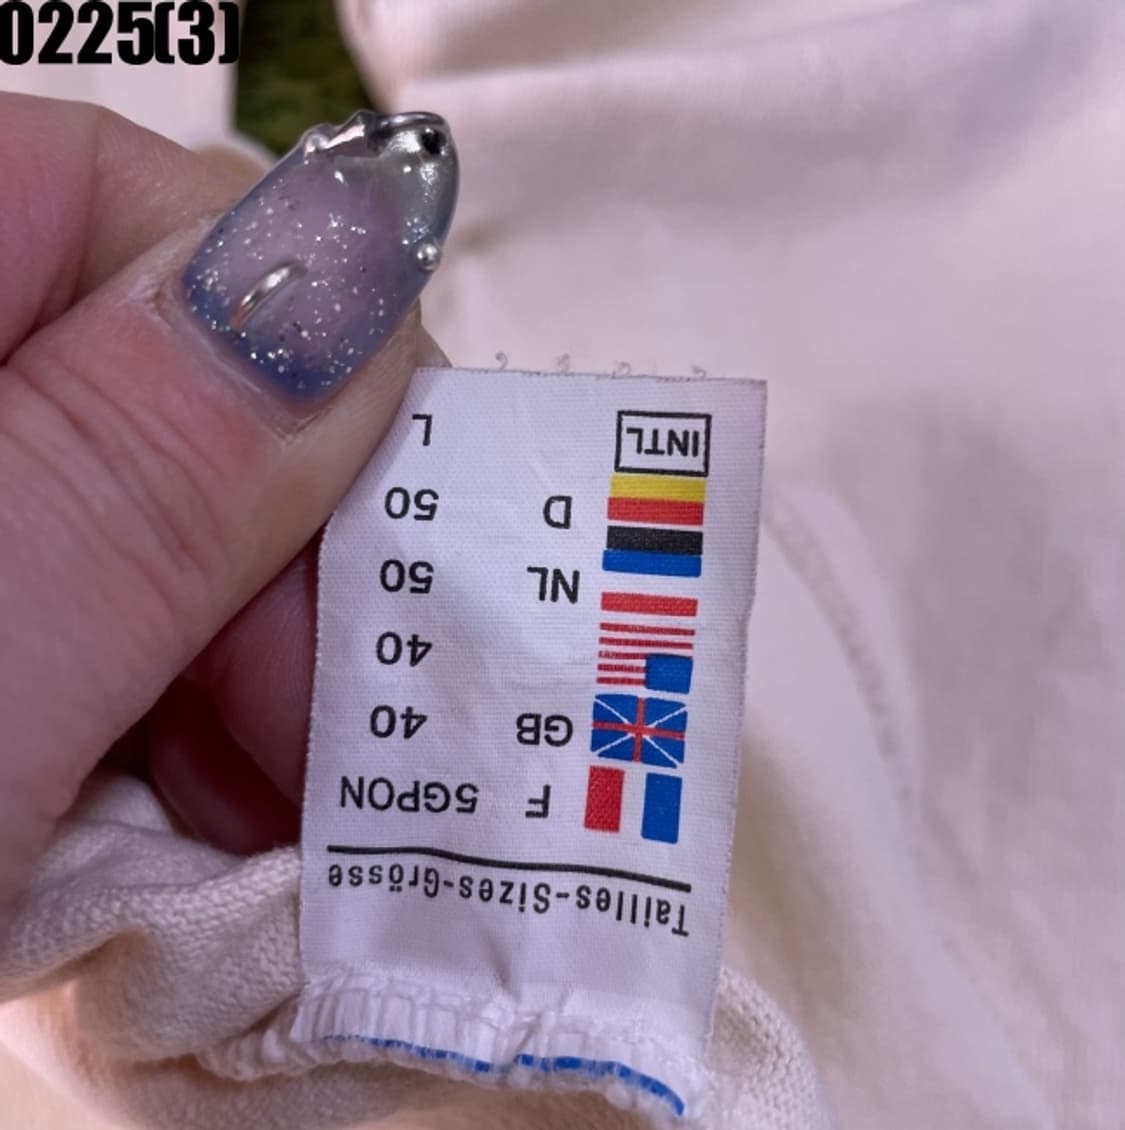 0225(3)
Tailles-Sizes-Grösse
F 5GPON
GB 40
40
NL 50
D 50
INTL L